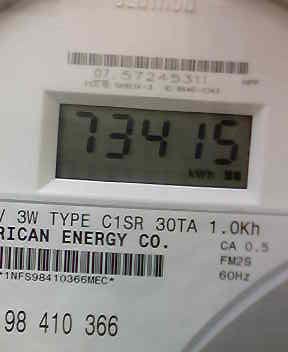 07.5724531
73415
kWh
V 3W TYPE C1SR 30TA 1.0Kh
RICAN ENERGY CO.
CA 0.5
FM2S
60Hz
*1NFS98410366MEC*
98 410 366